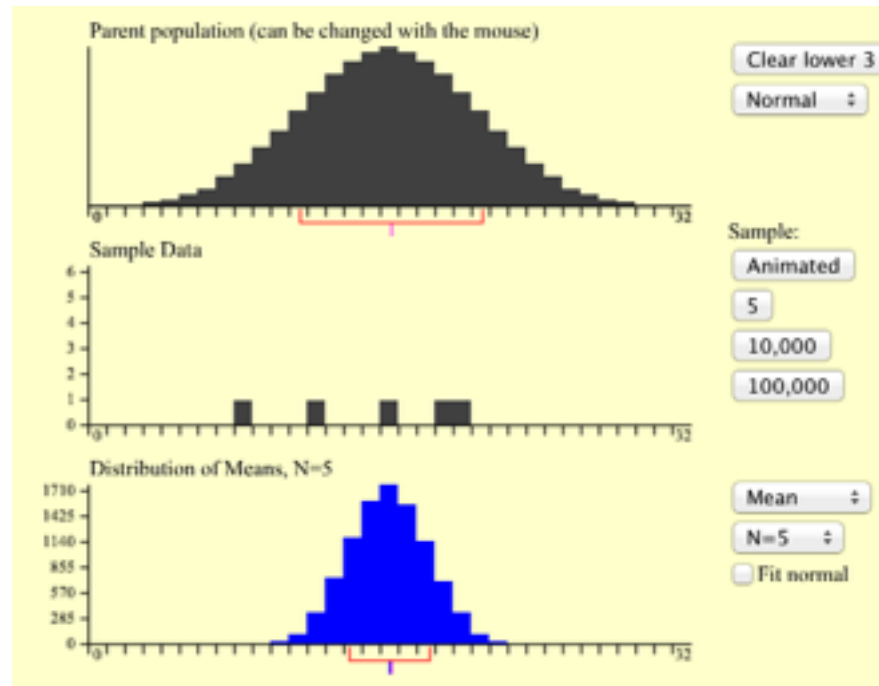 Parent population (can be changed with the mouse)
Clear lower 3
Normal
0
32
Sample:
Sample Data
Animated
6
5
4
3
2
1
0
5
10,000
100,000
0
32
Distribution of Means, N=5
1710
1425
1140
855
570
285
0
Mean
N=5
Fit normal
0
32